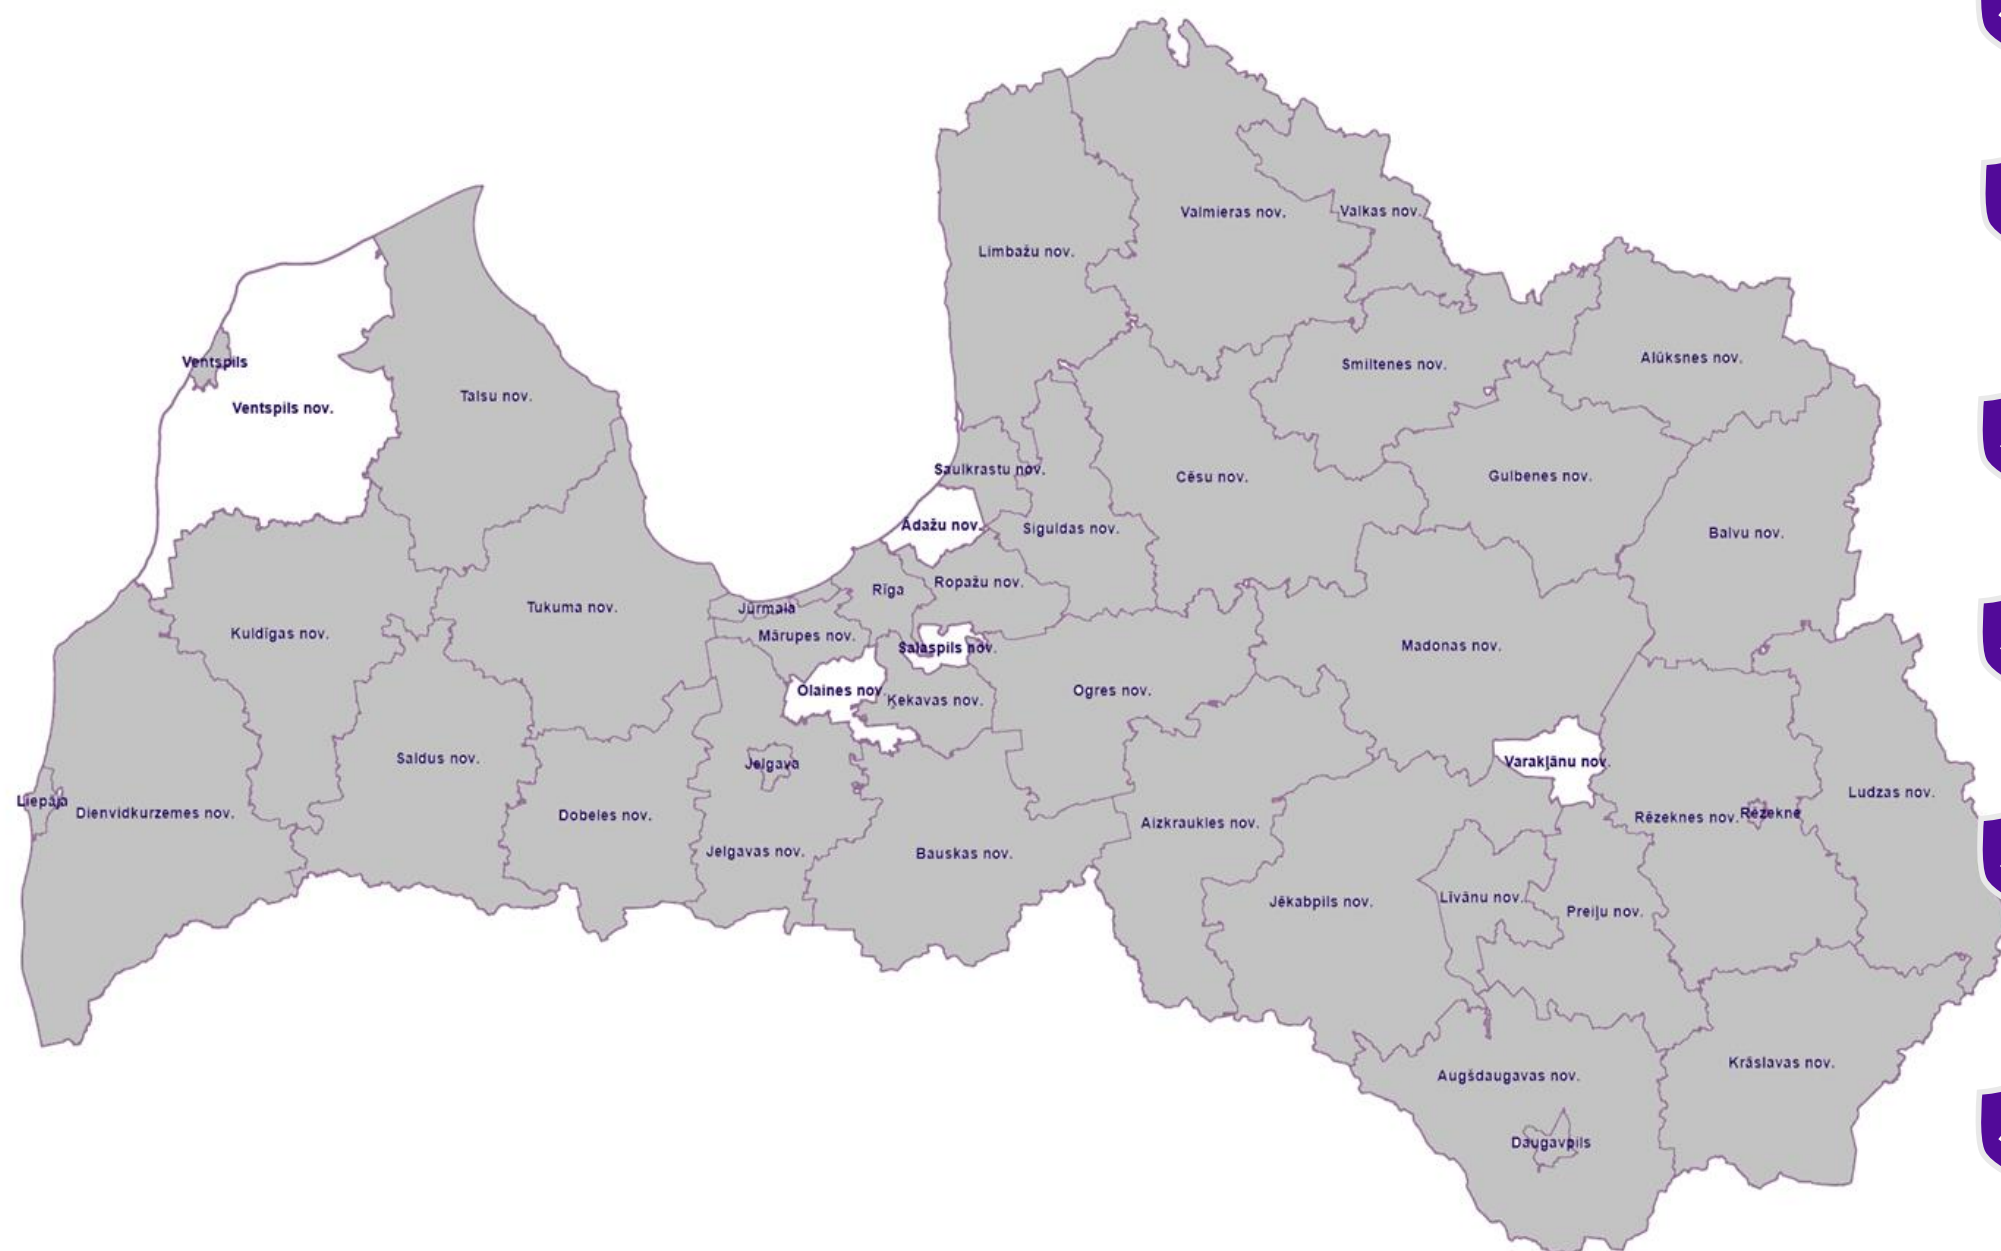 Valmieras nov.
Valkas nov.
Limbažu nov.
Ventspils
Smiltenes nov.
Alūksnes nov.
Talsu nov.
Ventspils nov.
Saulkrastu nov.
Cēsu nov.
Gulbenes nov.
Ādažu nov.
Siguldas nov.
Balvu nov.
Rīga
Ropažu nov.
Jūrmala
Tukuma nov.
Kuldīgas nov.
Mārupes nov.
Salaspils nov.
Madonas nov.
Olaines nov.
Ķekavas nov.
Ogres nov.
Saldus nov.
Jelgava
Varakļānu nov.
Ludzas nov.
Liepāja
Dienvidkurzemes nov.
Dobeles nov.
Aizkraukles nov.
Rēzeknes nov.
Rēzekne
Jelgavas nov.
Bauskas nov.
Jēkabpils nov.
Līvānu nov.
Preiļu nov.
Krāslavas nov.
Augšdaugavas nov.
Daugavpils